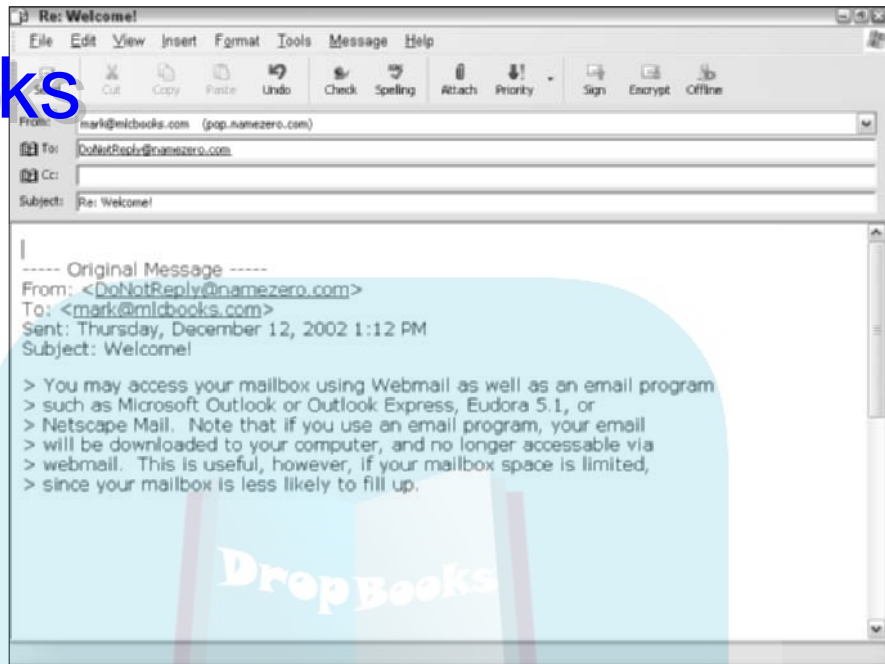 Re: Welcome!
File Edit View Insert Format Tools Message Help
ks
Send Cut Copy Paste Undo Check Spelling Attach Priority Sign Encrypt Offline
From: mark@mlcbooks.com (pop.namezero.com)
To: DoNotReply@namezero.com
Cc:
Subject: Re: Welcome!
----- Original Message -----
From: <DoNotReply@namezero.com>
To: <mark@mlcbooks.com>
Sent: Thursday, December 12, 2002 1:12 PM
Subject: Welcome!
> You may access your mailbox using Webmail as well as an email program
> such as Microsoft Outlook or Outlook Express, Eudora 5.1, or
> Netscape Mail. Note that if you use an email program, your email
> will be downloaded to your computer, and no longer accessable via
> webmail. This is useful, however, if your mailbox space is limited,
> since your mailbox is less likely to fill up.
DropBooks